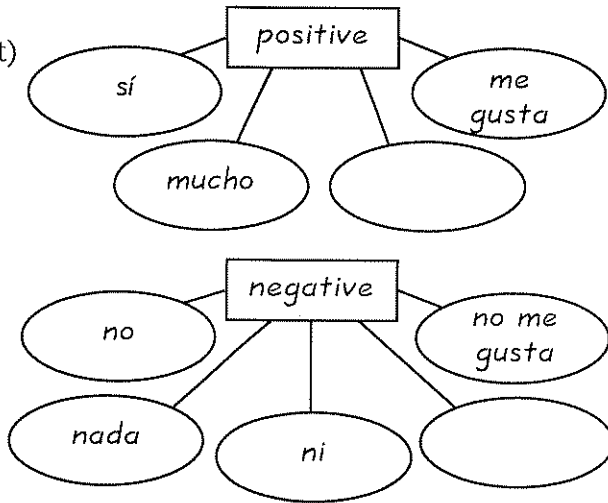 t)
positive
sí
me
gusta
mucho
negative
no
no me
gusta
nada
ni